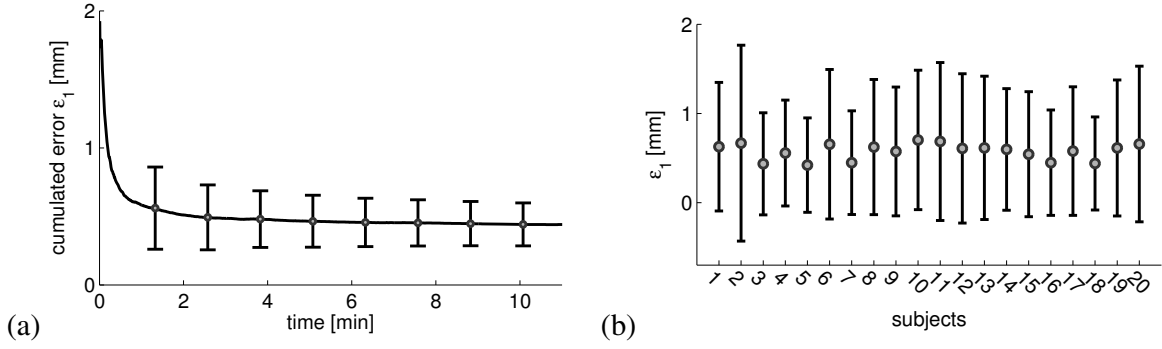 2
1
0
cumulated error ε1 [mm]
0 2 4 6 8 10
time [min]
(a)
2
1
0
ε1 [mm]
1 2 3 4 5 6 7 8 9 10 11 12 13 14 15 16 17 18 19 20
subjects
(b)